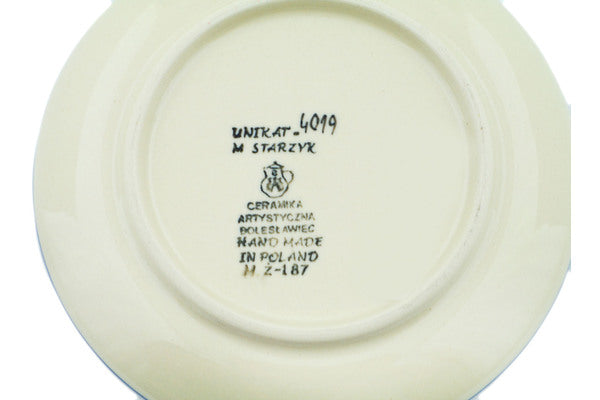 UNIKAT-4019
M STARZYK
CERAMIKA
ARTYSTYCZNA
BOLESŁAWIEC
HAND MADE
IN POLAND
M.Z-187